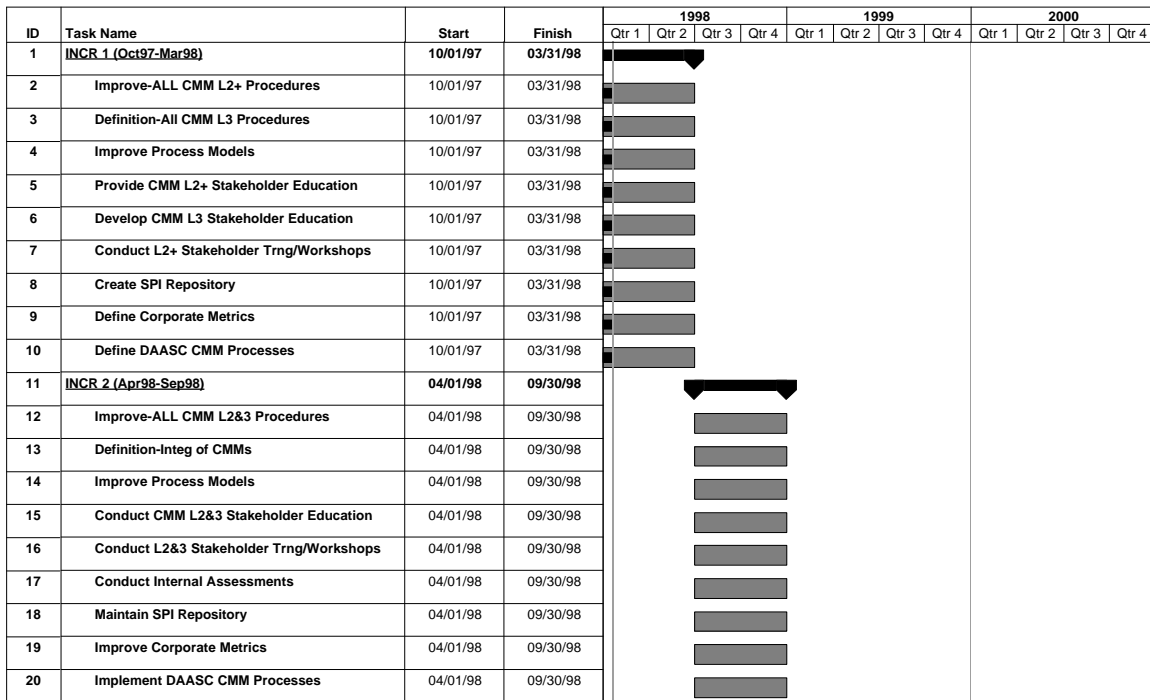 1998 1999 2000
ID Task Name Start Finish Qtr 1 Qtr 2 Qtr 3 Qtr 4 Qtr 1 Qtr 2 Qtr 3 Qtr 4 Qtr 1 Qtr 2 Qtr 3 Qtr 4
1 INCR 1 (Oct97-Mar98) 10/01/97 03/31/98
2 Improve-ALL CMM L2+ Procedures 10/01/97 03/31/98
3 Definition-All CMM L3 Procedures 10/01/97 03/31/98
4 Improve Process Models 10/01/97 03/31/98
5 Provide CMM L2+ Stakeholder Education 10/01/97 03/31/98
6 Develop CMM L3 Stakeholder Education 10/01/97 03/31/98
7 Conduct L2+ Stakeholder Trng/Workshops 10/01/97 03/31/98
8 Create SPI Repository 10/01/97 03/31/98
9 Define Corporate Metrics 10/01/97 03/31/98
10 Define DAASC CMM Processes 10/01/97 03/31/98
11 INCR 2 (Apr98-Sep98) 04/01/98 09/30/98
12 Improve-ALL CMM L2&3 Procedures 04/01/98 09/30/98
13 Definition-Integ of CMMs 04/01/98 09/30/98
14 Improve Process Models 04/01/98 09/30/98
15 Conduct CMM L2&3 Stakeholder Education 04/01/98 09/30/98
16 Conduct L2&3 Stakeholder Trng/Workshops 04/01/98 09/30/98
17 Conduct Internal Assessments 04/01/98 09/30/98
18 Maintain SPI Repository 04/01/98 09/30/98
19 Improve Corporate Metrics 04/01/98 09/30/98
20 Implement DAASC CMM Processes 04/01/98 09/30/98